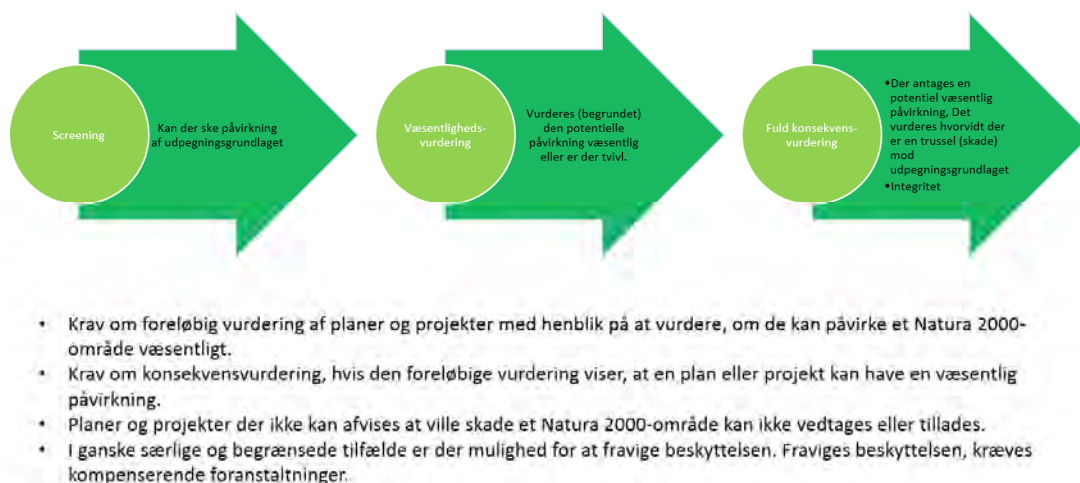 Screening
Kan der ske påvirkning
af udpegningsgrundlaget
Væsentligheds-
vurdering
Vurderes (begrundet)
den potentielle
påvirkning væsentlig
eller er der tvivl.
Fuld konsekvens-
vurdering
•Der antages en
potentiel væsentlig
påvirkning, Det
vurderes hvorvidt der
er en trussel (skade)
mod
udpegningsgrundlaget
•Integritet
• Krav om foreløbig vurdering af planer og projekter med henblik på at vurdere, om de kan påvirke et Natura 2000-
område væsentligt.
• Krav om konsekvensvurdering, hvis den foreløbige vurdering viser, at en plan eller projekt kan have en væsentlig
påvirkning.
• Planer og projekter der ikke kan afvises at ville skade et Natura 2000-område kan ikke vedtages eller tillades.
• I ganske særlige og begrænsede tilfælde er der mulighed for at fravige beskyttelsen. Fraviges beskyttelsen, kræves
kompenserende foranstaltninger.